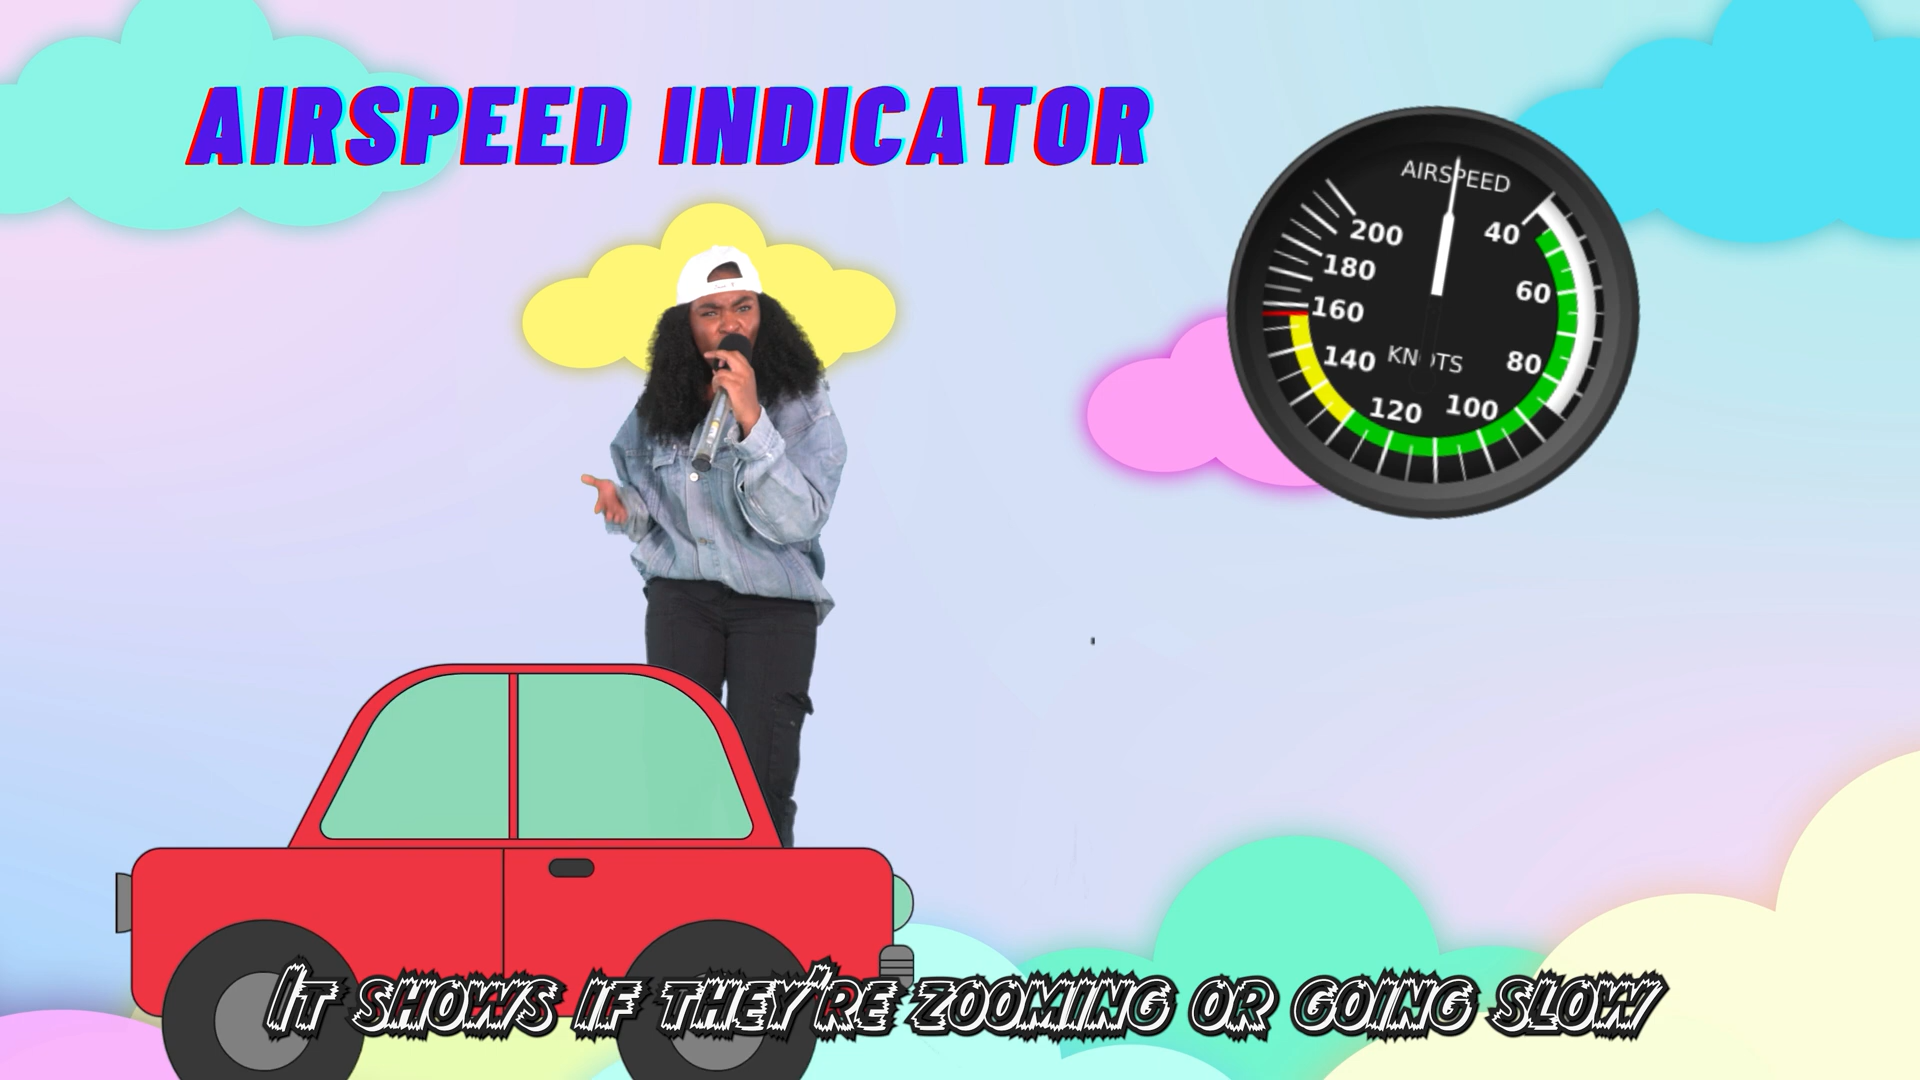 AIRSPEED INDICATOR
AIRSPEED
200 40
180
60
160
140 KNOTS 80
120 100
IT SHOWS IF THEY'RE ZOOMING OR GOING SLOW